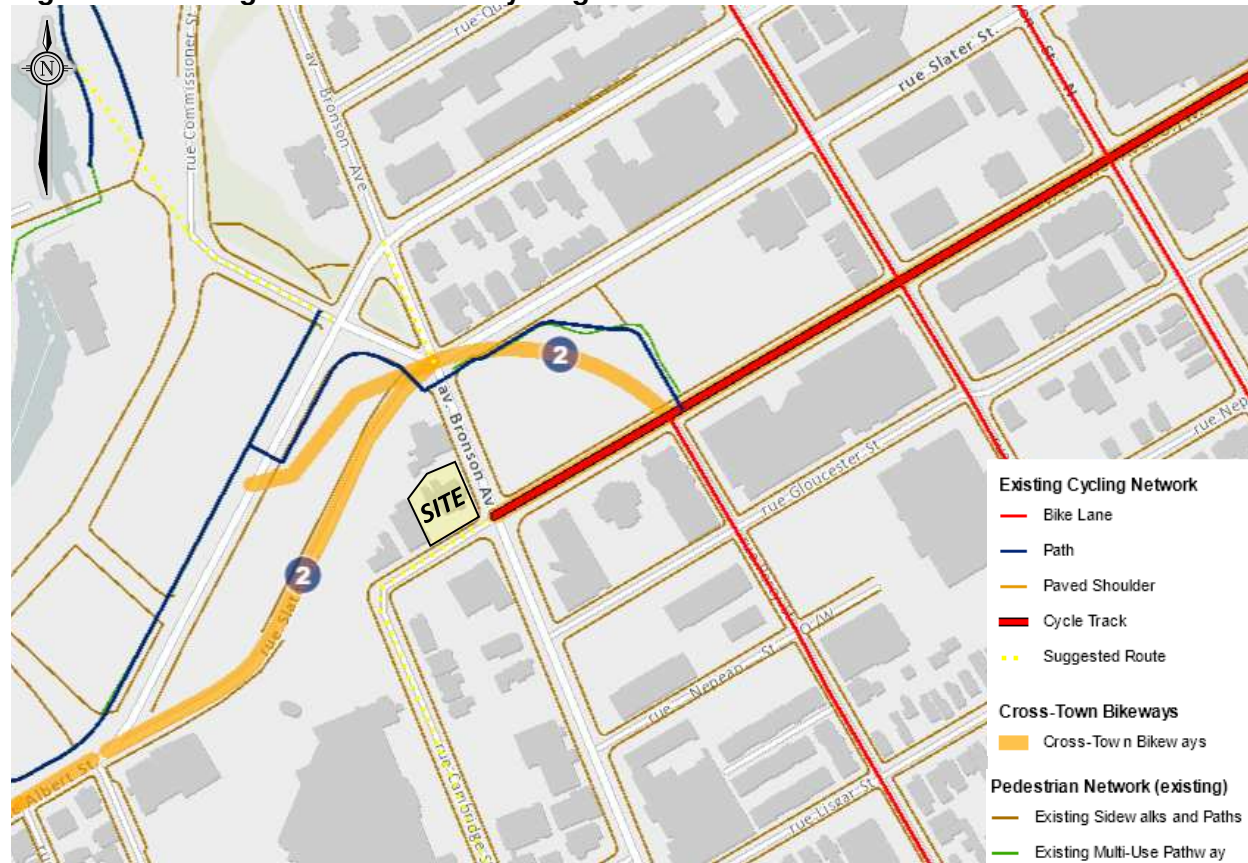 N
rue Commissioner St
av. Bronson Ave
rue Slater St.
St. N
2
av. Bronson Av
SITE
rue Gloucester St
2
rue Slat
rue Nepean St. O/W
rue Cambridge S
rue Lisgar St
Albert St
rue Nep
Existing Cycling Network
Bike Lane
Path
Paved Shoulder
Cycle Track
Suggested Route
Cross-Town Bikeways
Cross-Town Bikeways
Pedestrian Network (existing)
Existing Sidewalks and Paths
Existing Multi-Use Pathway